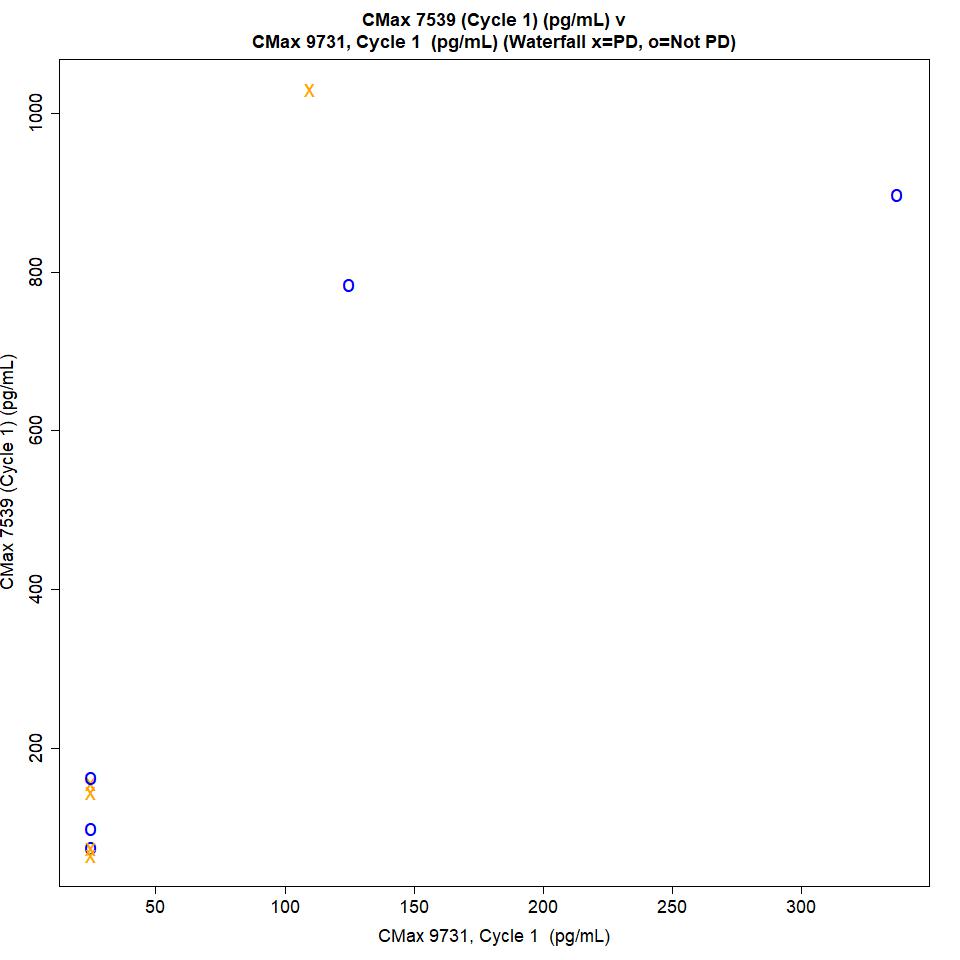 CMax 7539 (Cycle 1) (pg/mL) v
CMax 9731, Cycle 1  (pg/mL) (Waterfall x=PD, o=Not PD)
CMax 7539 (Cycle 1) (pg/mL)
1000
800
600
400
200
X
O
O
O
X
X
O
O
X
X
50 100 150 200 250 300
CMax 9731, Cycle 1  (pg/mL)